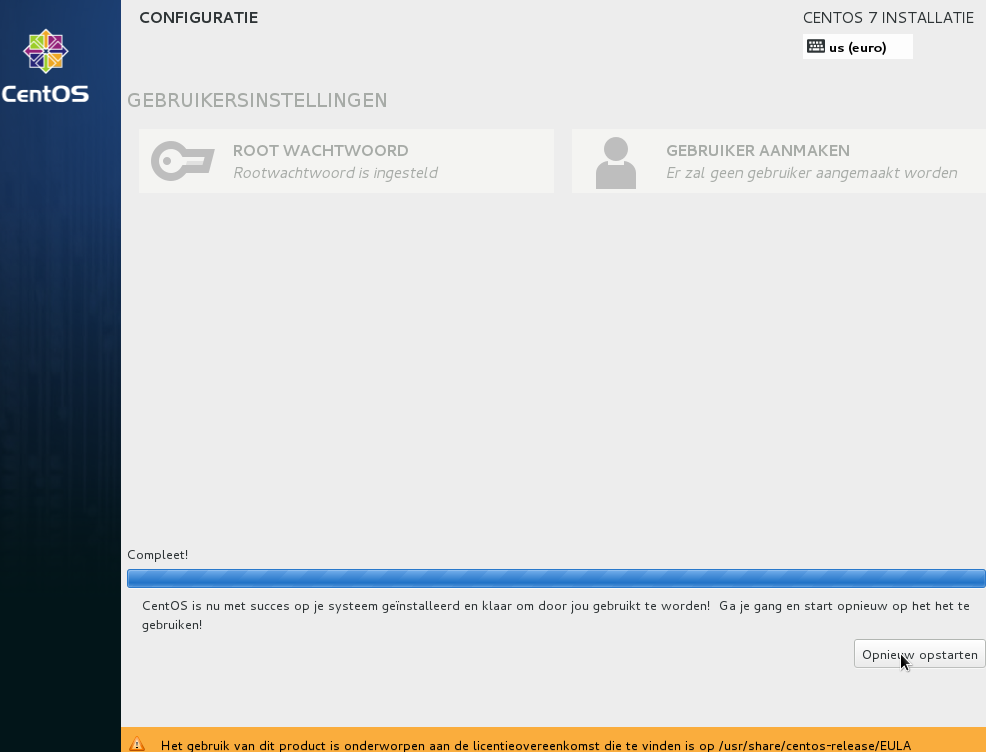 CONFIGURATIE
CENTOS 7 INSTALLATIE
us (euro)
CentOS
GEBRUIKERSINSTELLINGEN
ROOT WACHTWOORD
Rootwachtwoord is ingesteld
GEBRUIKER AANMAKEN
Er zal geen gebruiker aangemaakt worden
Compleet!
CentOS is nu met succes op je systeem geïnstalleerd en klaar om door jou gebruikt te worden! Ga je gang en start opnieuw op het het te
gebruiken!
Opnieuw opstarten
Het gebruik van dit product is onderworpen aan de licentieovereenkomst die te vinden is op /usr/share/centos-release/EULA